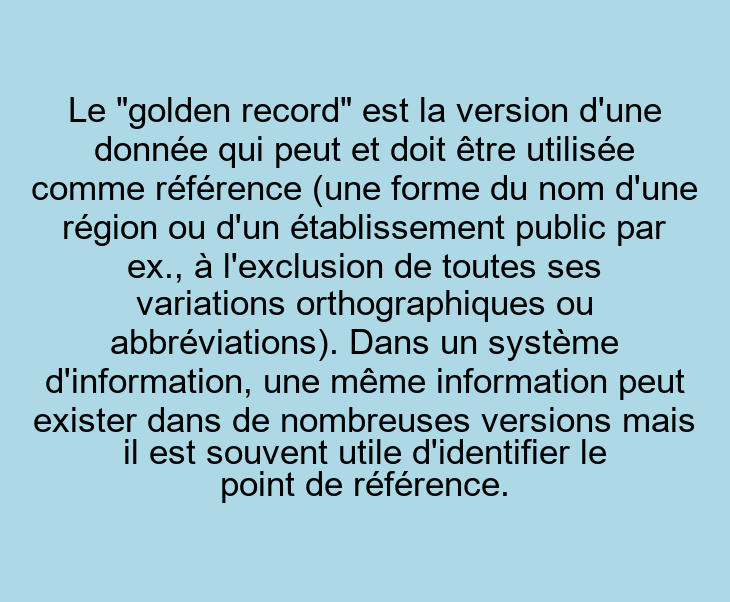 Le "golden record" est la version d'une
donnée qui peut et doit être utilisée
comme référence (une forme du nom d'une
région ou d'un établissement public par
ex., à l'exclusion de toutes ses
variations orthographiques ou
abbréviations). Dans un système
d'information, une même information peut
exister dans de nombreuses versions mais
il est souvent utile d'identifier le
point de référence.